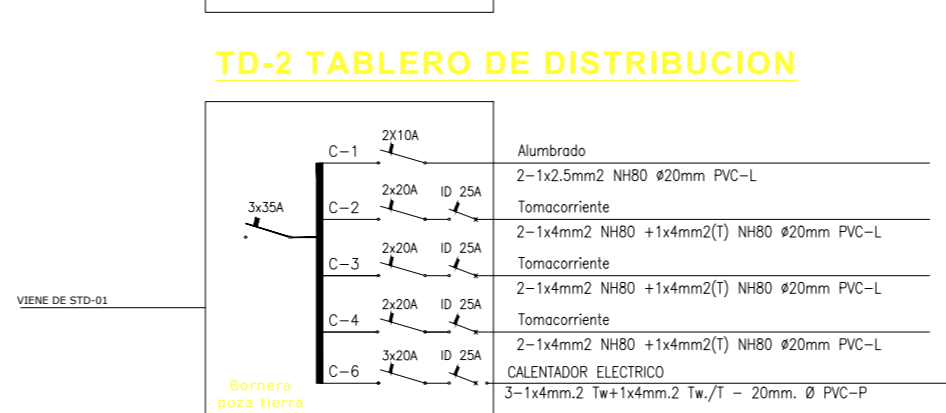 TD-2 TABLERO DE DISTRIBUCION
2X10A
C-1
Alumbrado
2-1x2.5mm2 NH80 ø20mm PVC-L
3x35A
2x20A
ID 25A
C-2
Tomacorriente
2-1x4mm2 NH80 +1x4mm2(T) NH80 ø20mm PVC-L
2x20A
ID 25A
C-3
Tomacorriente
2-1x4mm2 NH80 +1x4mm2(T) NH80 ø20mm PVC-L
VIENE DE STD-01
2x20A
ID 25A
C-4
Tomacorriente
2-1x4mm2 NH80 +1x4mm2(T) NH80 ø20mm PVC-L
3x20A
ID 25A
C-6
CALENTADOR ELECTRICO
3-1x4mm.2 Tw+1x4mm.2 Tw./T - 20mm. Ø PVC-P
Bornera
poza tierra